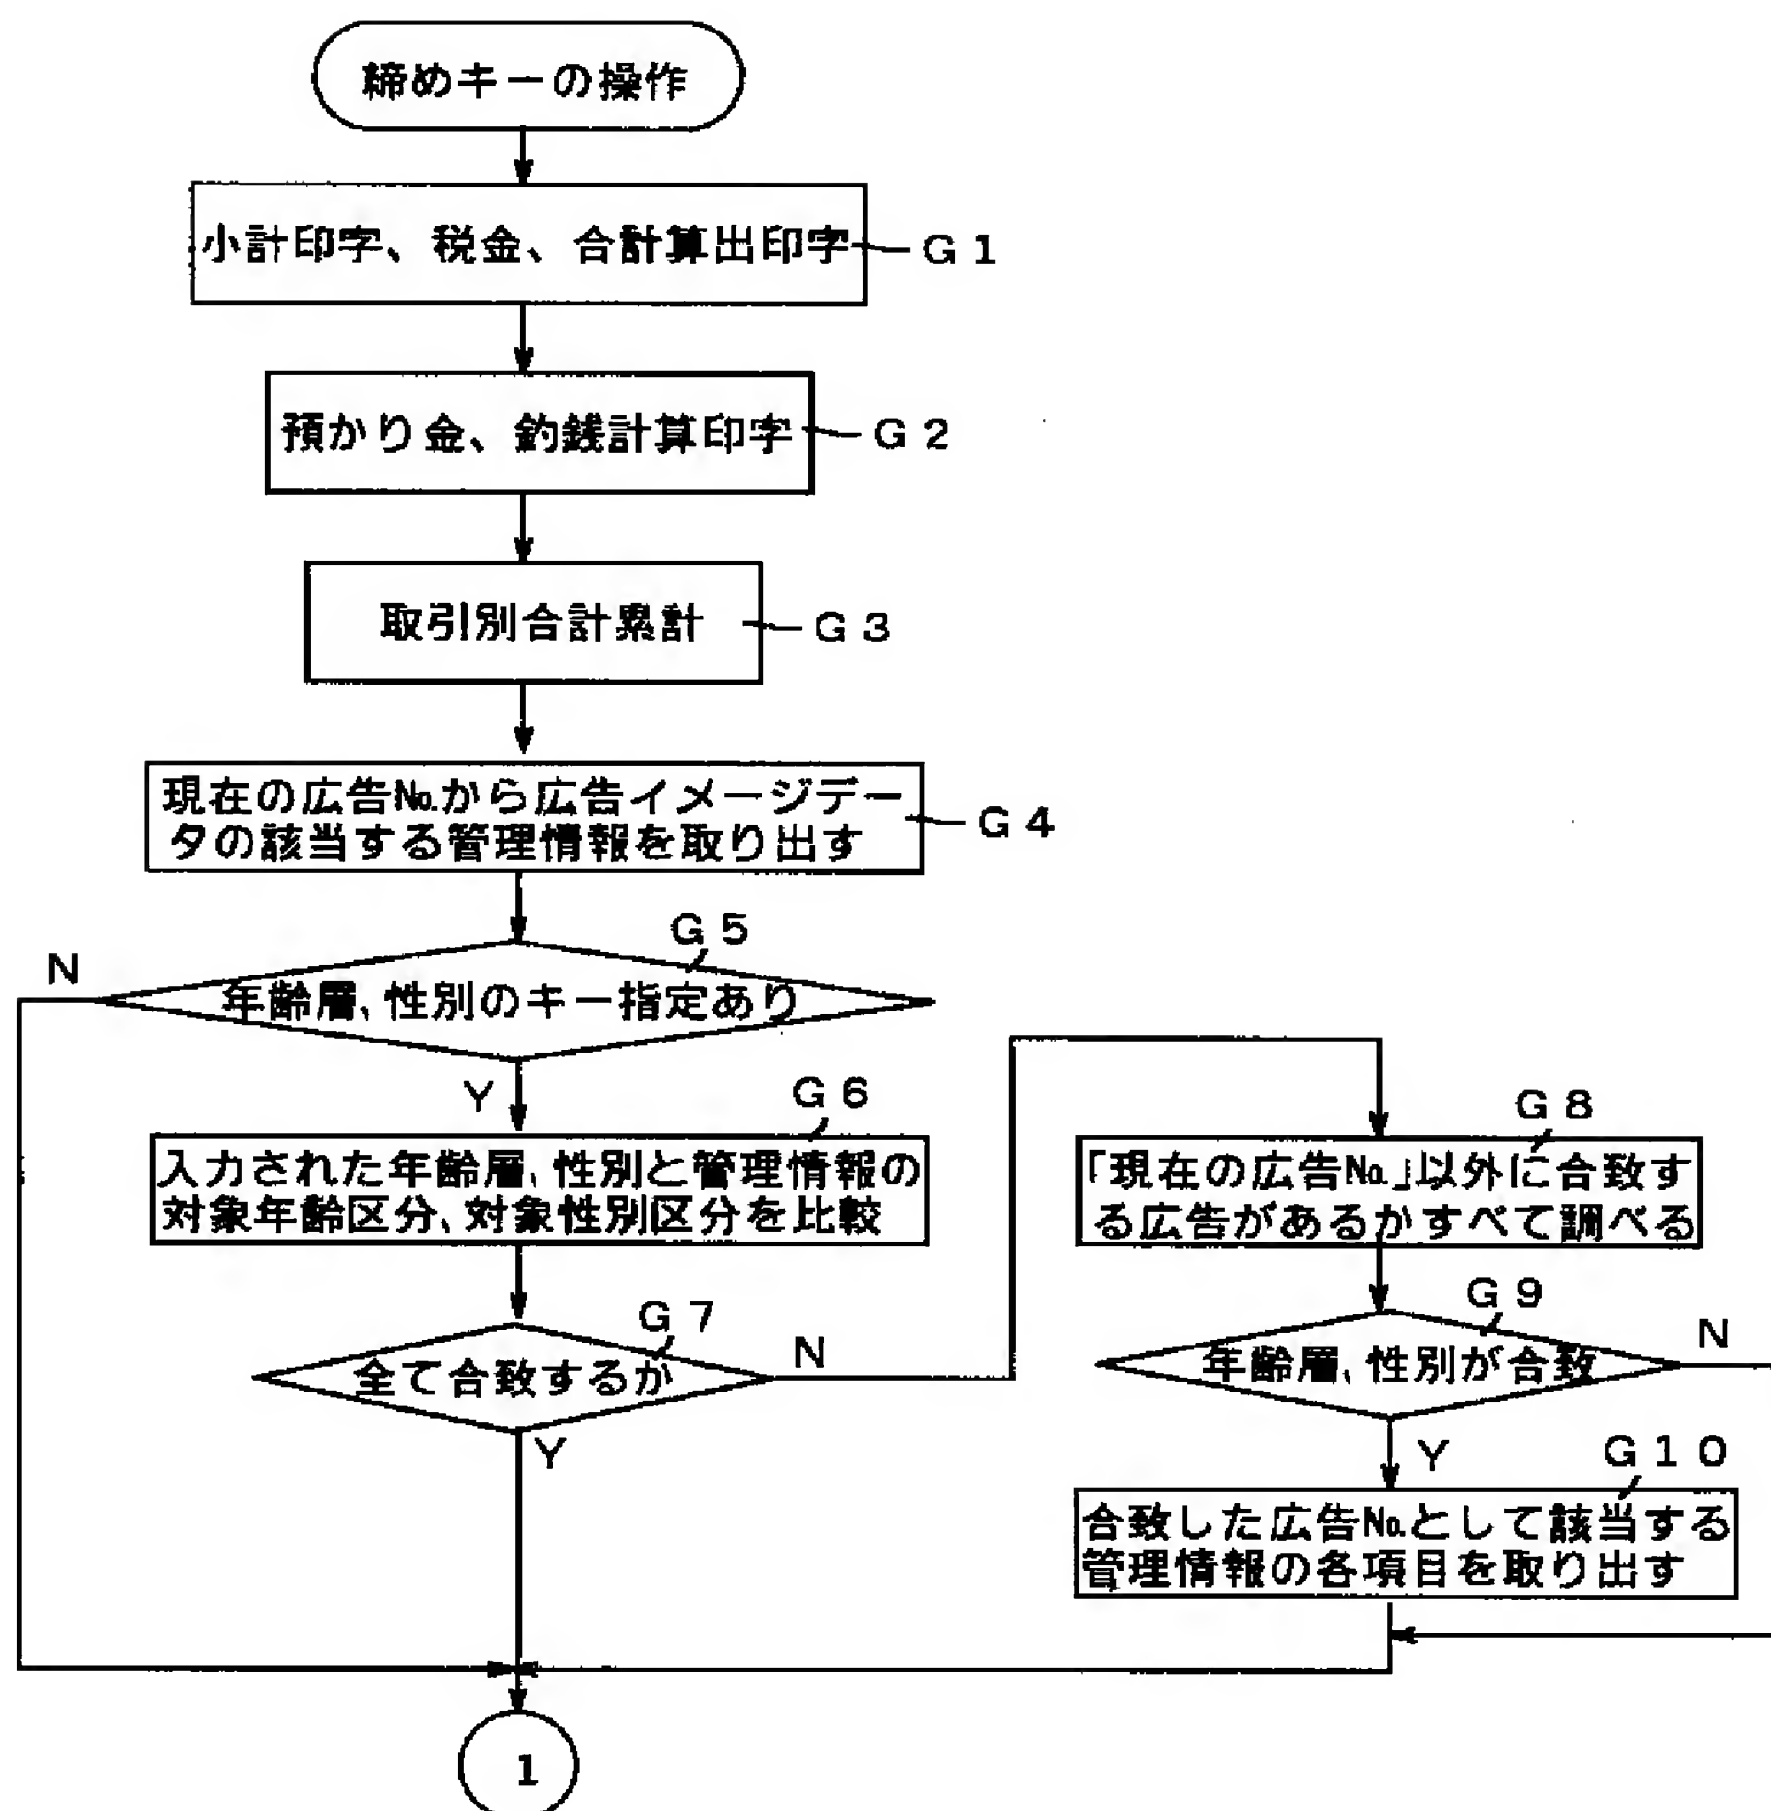 締めキーの操作
小計印字、税金、合計算出印字
G1
預かり金、釣銭計算印字
G2
取引別合計累計
G3
現在の広告№から広告イメージデー
タの該当する管理情報を取り出す
G4
G5
N
年齢層、性別のキー指定あり
Y
G6
入力された年齢層、性別と管理情報の
対象年齢区分、対象性別区分を比較
G7
全て合致するか
N
Y
G8
「現在の広告№」以外に合致す
る広告があるかすべて調べる
G9
年齢層、性別が合致
N
Y
G10
合致した広告№として該当する
管理情報の各項目を取り出す
1